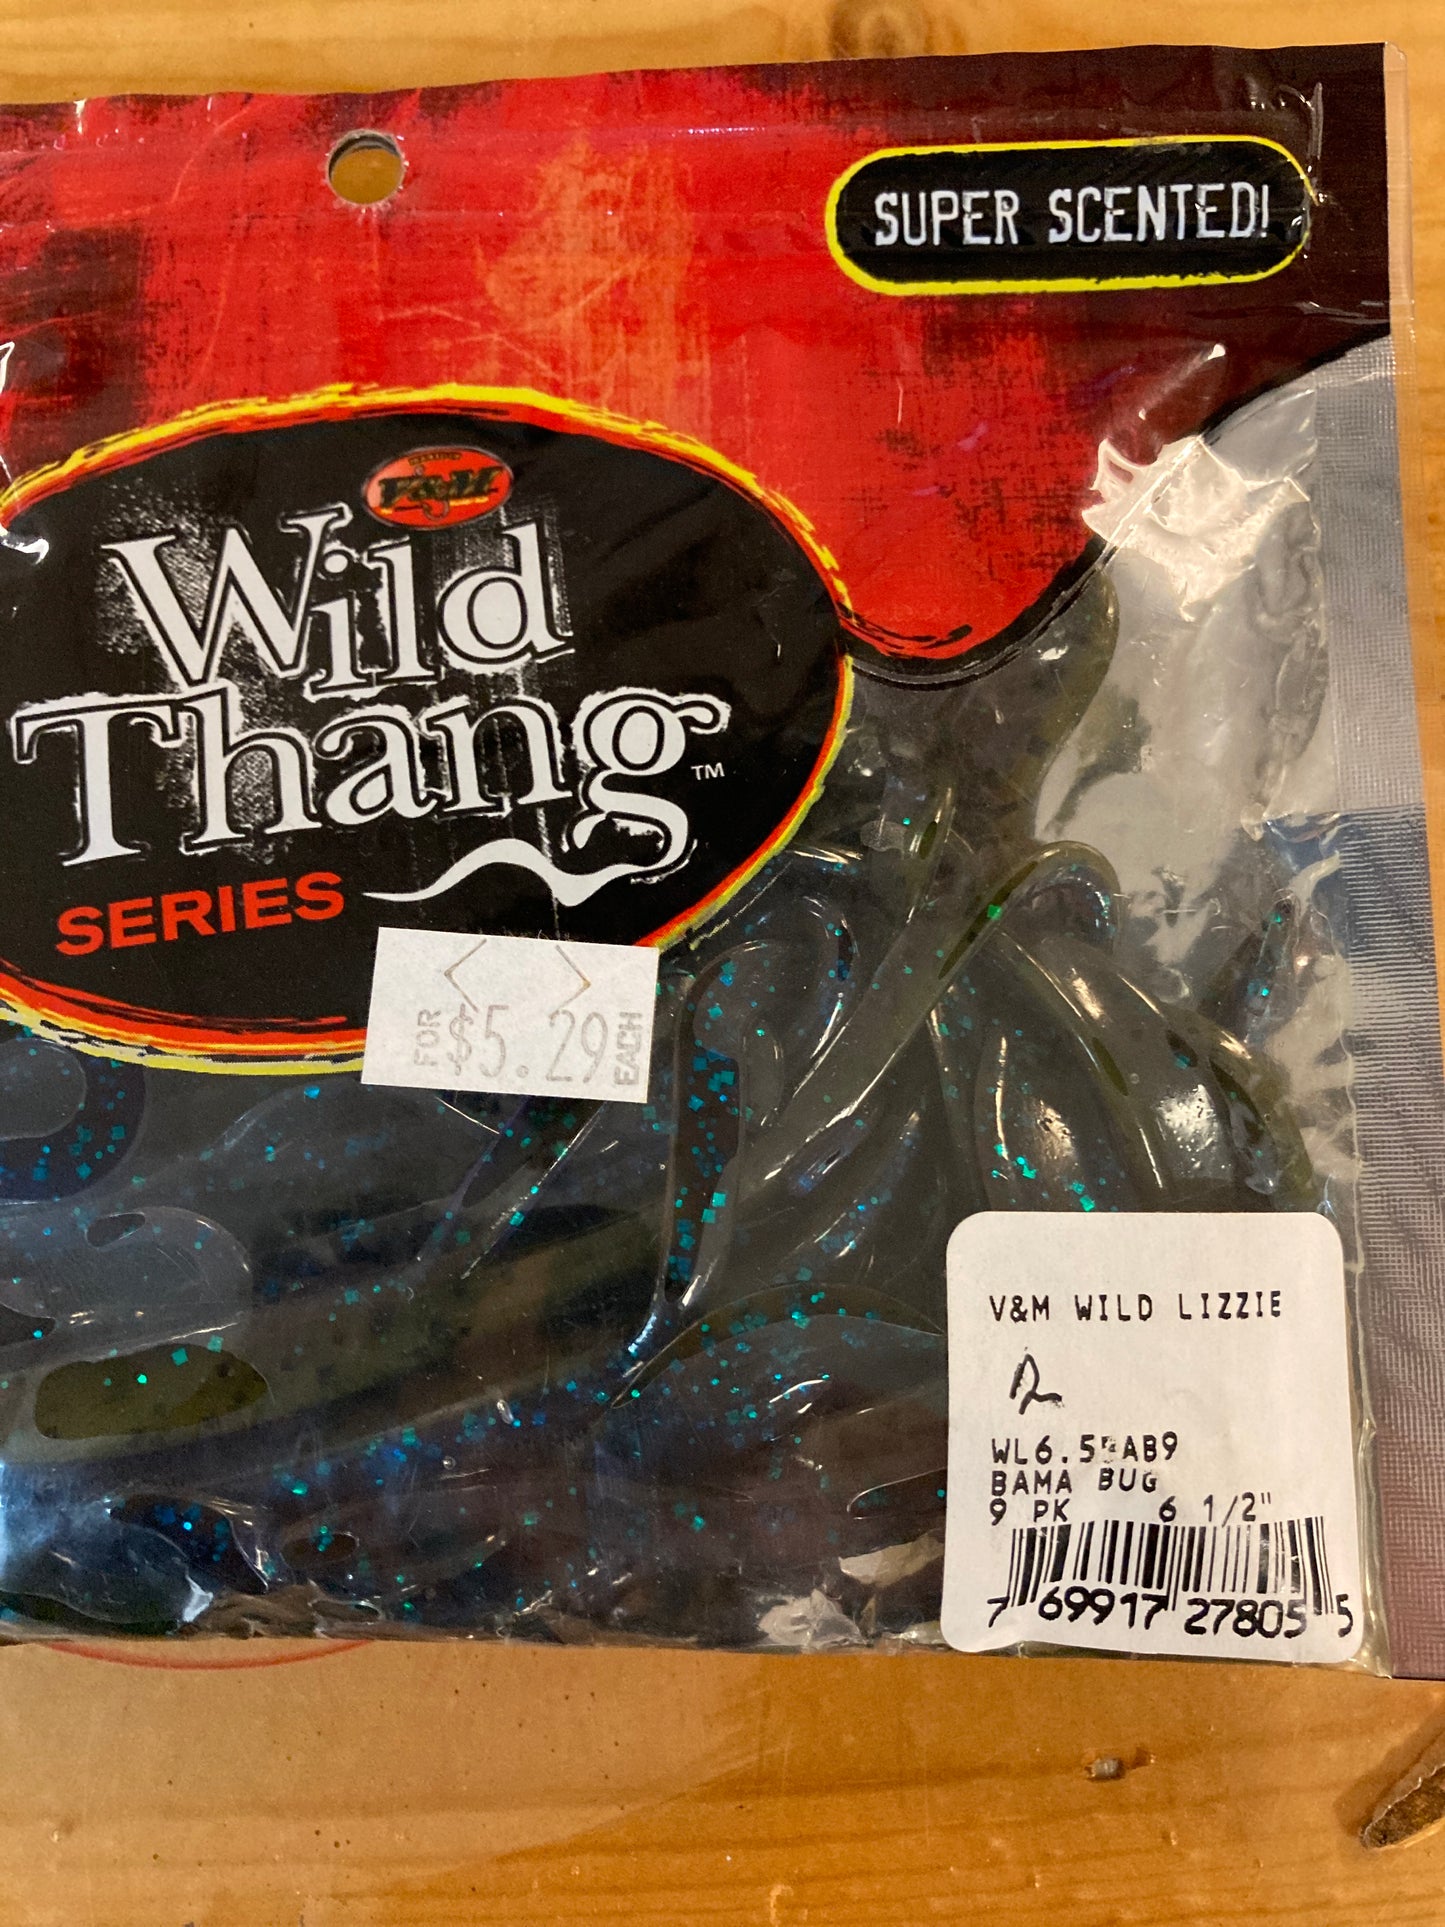 SUPER SCENTED!
V&M
Wild
Thang™
SERIES
FOR $5.29 EACH
V&M WILD LIZZIE
BAMA BUG
9 PK 6 1/2"
7 69917 27805 5